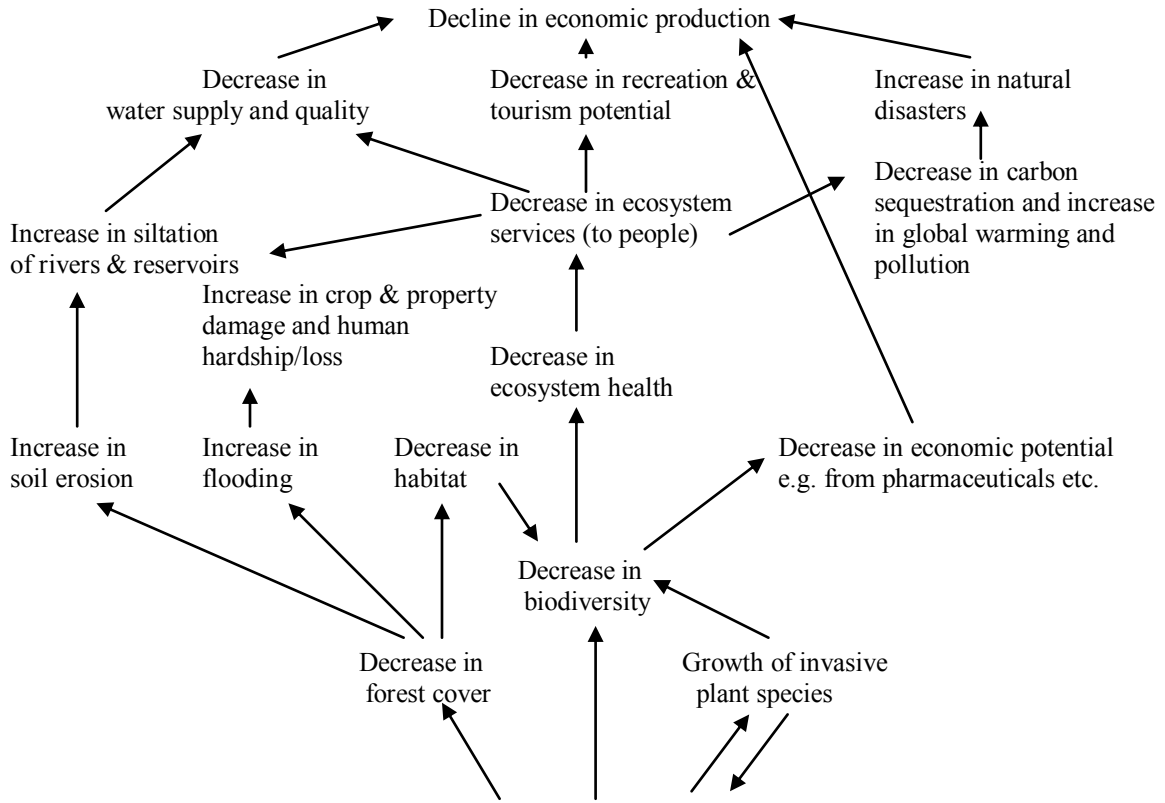 Decline in economic production
Decrease in
water supply and quality
Decrease in recreation &
tourism potential
Increase in natural
disasters
Decrease in carbon
sequestration and increase
in global warming and
pollution
Decrease in ecosystem
services (to people)
Increase in siltation
of rivers & reservoirs
Increase in crop & property
damage and human
hardship/loss
Decrease in
ecosystem health
Increase in
soil erosion
Increase in
flooding
Decrease in
habitat
Decrease in economic potential
e.g. from pharmaceuticals etc.
Decrease in
biodiversity
Decrease in
forest cover
Growth of invasive
plant species